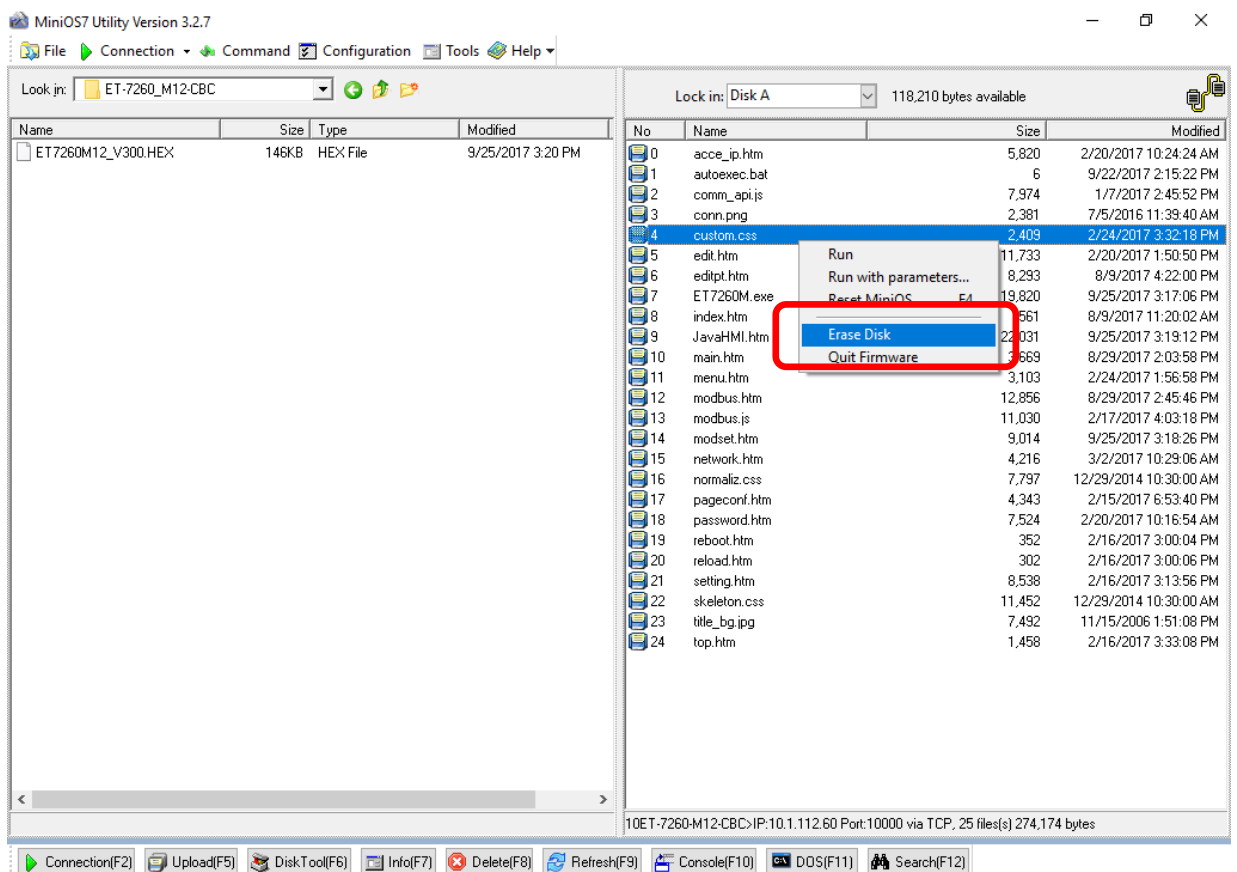 MiniOS7 Utility Version 3.2.7
File Connection Command Configuration Tools Help
Look in: ET-7260_M12-CBC
Name Size Type Modified
ET7260M12_V300.HEX 146KB HEX File 9/25/2017 3:20 PM
Lock in: Disk A 118,210 bytes available
No Name Size Modified
0 acce_ip.htm 5,820 2/20/2017 10:24:24 AM
1 autoexec.bat 6 9/22/2017 2:15:22 PM
2 comm_api.js 7,974 1/7/2017 2:45:52 PM
3 conn.png 2,381 7/5/2016 11:39:40 AM
4 custom.css 2,409 2/24/2017 3:32:18 PM
5 edit.htm 11,733 2/20/2017 1:50:50 PM
6 editpt.htm 8,293 8/9/2017 4:22:00 PM
7 ET7260M.exe 19,820 9/25/2017 3:17:06 PM
8 index.htm 561 8/9/2017 11:20:02 AM
9 JavaHMI.htm 22,031 9/25/2017 3:19:12 PM
10 main.htm 3,669 8/29/2017 2:03:58 PM
11 menu.htm 3,103 2/24/2017 1:56:58 PM
12 modbus.htm 12,856 8/29/2017 2:45:46 PM
13 modbus.js 11,030 2/17/2017 4:03:18 PM
14 modset.htm 9,014 9/25/2017 3:18:26 PM
15 network.htm 4,216 3/2/2017 10:29:06 AM
16 normaliz.css 7,797 12/29/2014 10:30:00 AM
17 pageconf.htm 4,343 2/15/2017 6:53:40 PM
18 password.htm 7,524 2/20/2017 10:16:54 AM
19 reboot.htm 352 2/16/2017 3:00:04 PM
20 reload.htm 302 2/16/2017 3:00:06 PM
21 setting.htm 8,538 2/16/2017 3:13:56 PM
22 skeleton.css 11,452 12/29/2014 10:30:00 AM
23 title_bg.jpg 7,492 11/15/2006 1:51:08 PM
24 top.htm 1,458 2/16/2017 3:33:08 PM
Run
Run with parameters...
Reset MiniOS F4
Erase Disk
Quit Firmware
10ET-7260-M12-CBC>IP:10.1.112.60 Port:10000 via TCP, 25 files(s) 274,174 bytes
Connection(F2) Upload(F5) DiskTool(F6) Info(F7) Delete(F8) Refresh(F9) Console(F10) DOS(F11) Search(F12)